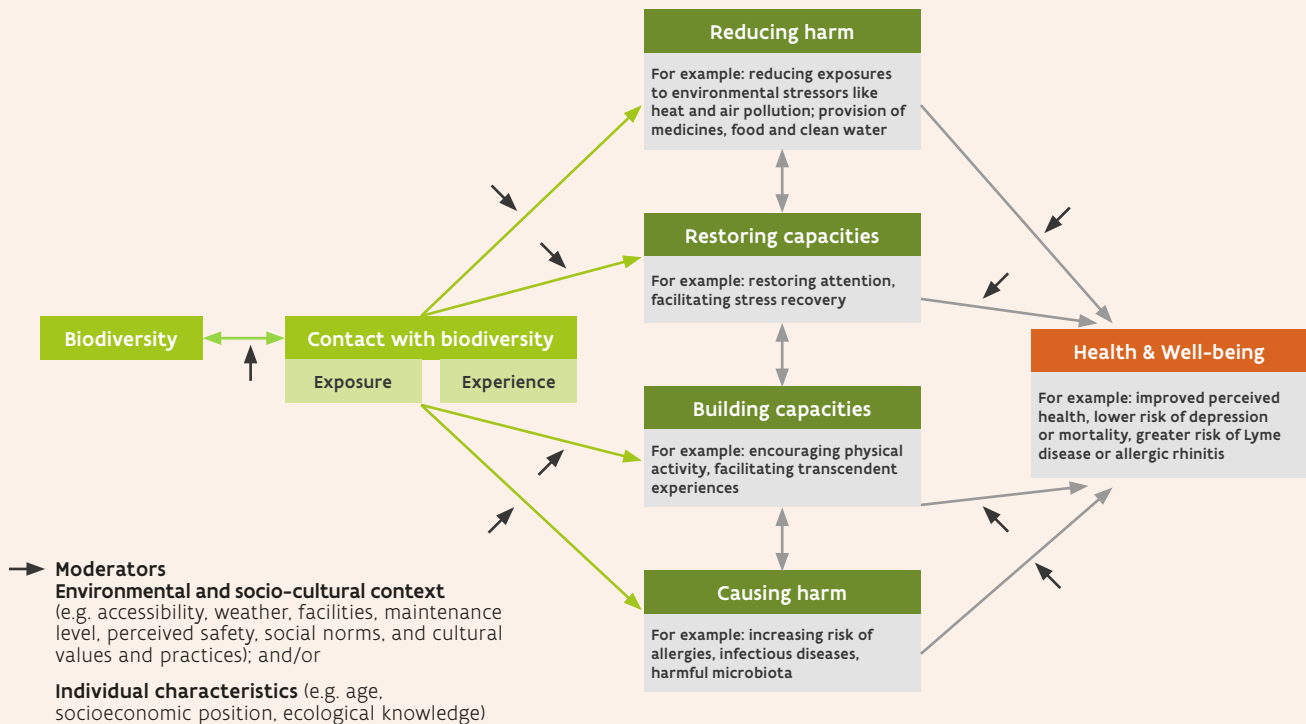 Reducing harm
For example: reducing exposures
to environmental stressors like
heat and air pollution; provision of
medicines, food and clean water
Restoring capacities
For example: restoring attention,
facilitating stress recovery
Biodiversity
Contact with biodiversity
Exposure
Experience
Building capacities
For example: encouraging physical
activity, facilitating transcendent
experiences
Causing harm
For example: increasing risk of
allergies, infectious diseases,
harmful microbiota
Health & Well-being
For example: improved perceived
health, lower risk of depression
or mortality, greater risk of Lyme
disease or allergic rhinitis
Moderators
Environmental and socio-cultural context
(e.g. accessibility, weather, facilities, maintenance
level, perceived safety, social norms, and cultural
values and practices); and/or
Individual characteristics (e.g. age,
socioeconomic position, ecological knowledge)